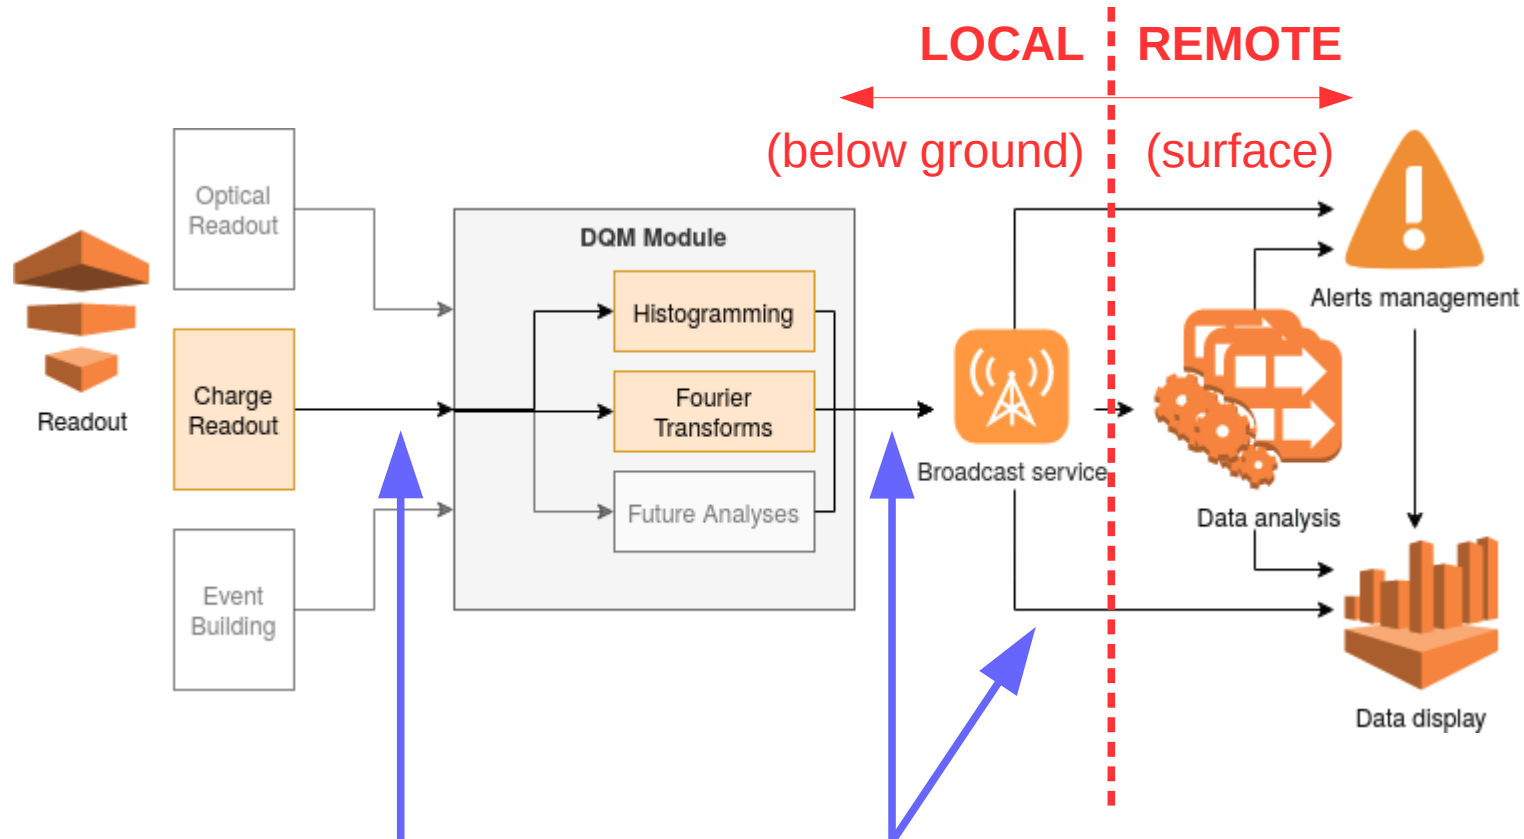 LOCAL
REMOTE
(below ground)
(surface)
Optical
Readout
DQM Module
Histogramming
Alerts management
Readout
Charge
Readout
Fourier
Transforms
Broadcast service
Future Analyses
Data analysis
Event
Building
Data display